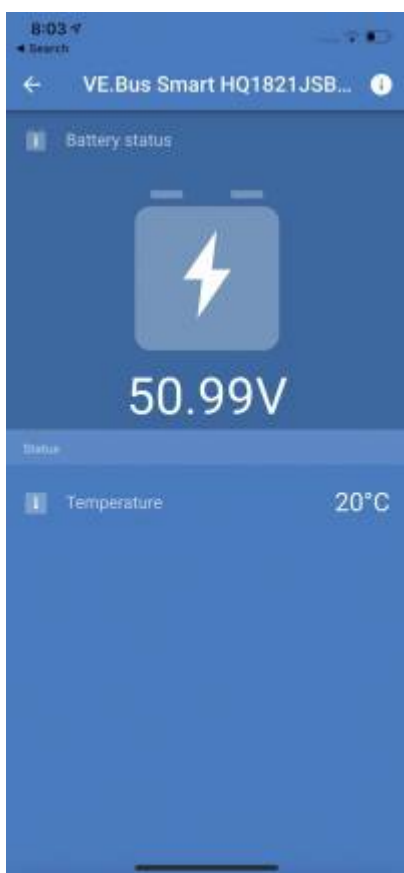 8:03
◂ Search
VE.Bus Smart HQ1821JSB...
Battery status
50.99V
Status
Temperature
20°C